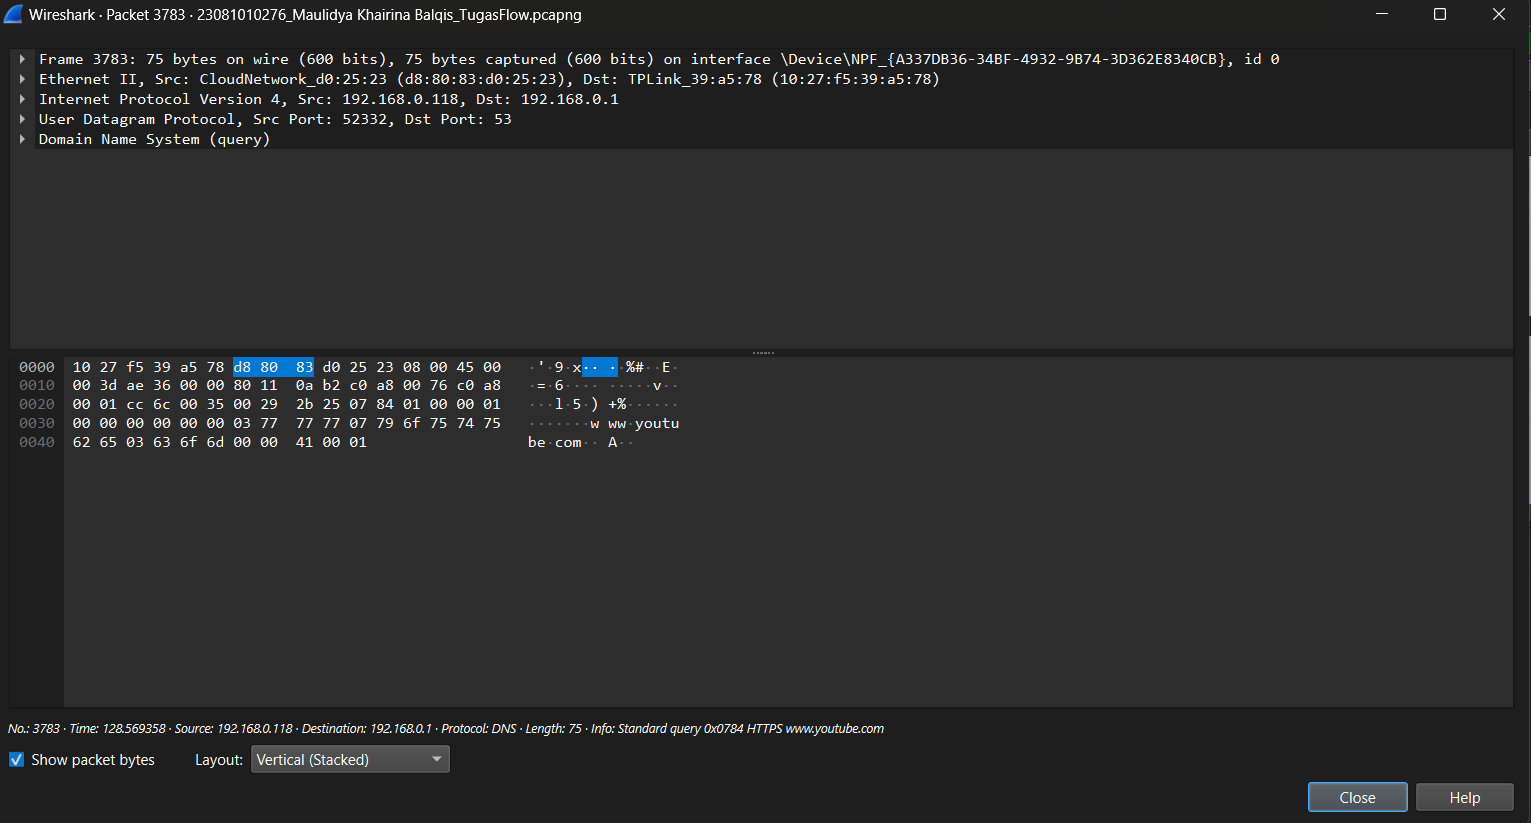 Wireshark · Packet 3783 · 23081010276_Maulidya Khairina Balqis_TugasFlow.pcapng
Frame 3783: 75 bytes on wire (600 bits), 75 bytes captured (600 bits) on interface \Device\NPF_{A337DB36-34BF-4932-9B74-3D362E8340CB}, id 0
Ethernet II, Src: CloudNetwork_d0:25:23 (d8:80:83:d0:25:23), Dst: TPLink_39:a5:78 (10:27:f5:39:a5:78)
Internet Protocol Version 4, Src: 192.168.0.118, Dst: 192.168.0.1
User Datagram Protocol, Src Port: 52332, Dst Port: 53
Domain Name System (query)
0000 10 27 f5 39 a5 78 d8 80 83 d0 25 23 08 00 45 00 ·'·9·x·· ··%#··E·
0010 00 3d ae 36 00 00 80 11 0a b2 c0 a8 00 76 c0 a8 ·=·6···· ·····v··
0020 00 01 cc 6c 00 35 00 29 2b 25 07 84 01 00 00 01 ···l·5·) +%······
0030 00 00 00 00 00 00 03 77 77 77 07 79 6f 75 74 75 ·······w ww·youtu
0040 62 65 03 63 6f 6d 00 00 41 00 01 be·com·· A··
No.: 3783 · Time: 128.569358 · Source: 192.168.0.118 · Destination: 192.168.0.1 · Protocol: DNS · Length: 75 · Info: Standard query 0x0784 HTTPS www.youtube.com
Show packet bytes Layout: Vertical (Stacked)
Close Help